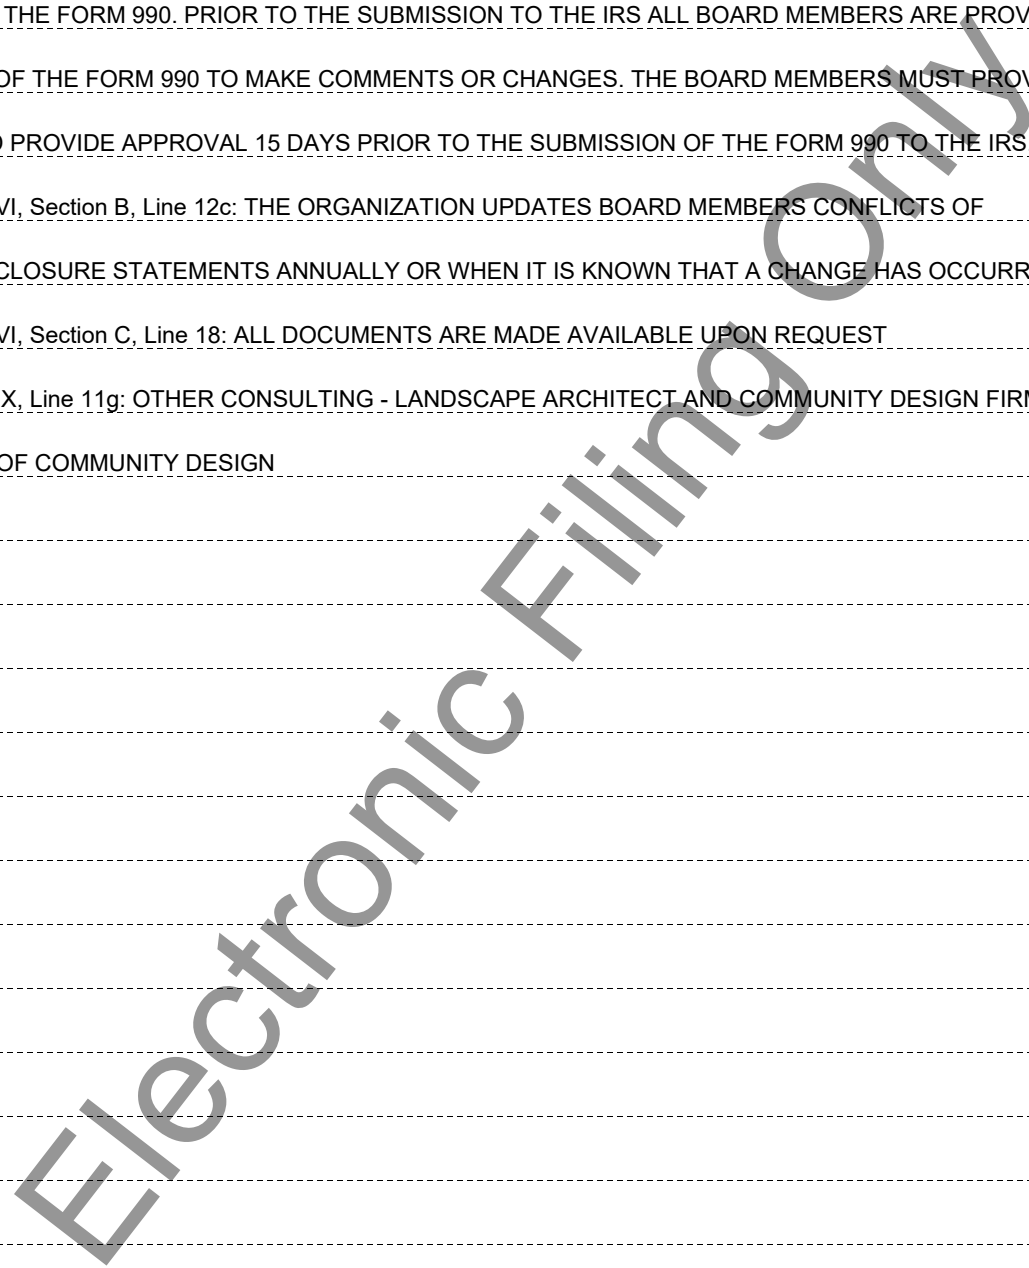 THE FORM 990. PRIOR TO THE SUBMISSION TO THE IRS ALL BOARD MEMBERS ARE PROV
OF THE FORM 990 TO MAKE COMMENTS OR CHANGES. THE BOARD MEMBERS MUST PROV
PROVIDE APPROVAL 15 DAYS PRIOR TO THE SUBMISSION OF THE FORM 990 TO THE IRS
VI, Section B, Line 12c: THE ORGANIZATION UPDATES BOARD MEMBERS CONFLICTS OF
CLOSURE STATEMENTS ANNUALLY OR WHEN IT IS KNOWN THAT A CHANGE HAS OCCURR
VI, Section C, Line 18: ALL DOCUMENTS ARE MADE AVAILABLE UPON REQUEST
X, Line 11g: OTHER CONSULTING - LANDSCAPE ARCHITECT AND COMMUNITY DESIGN FIRM
OF COMMUNITY DESIGN
Electronic Filing Only